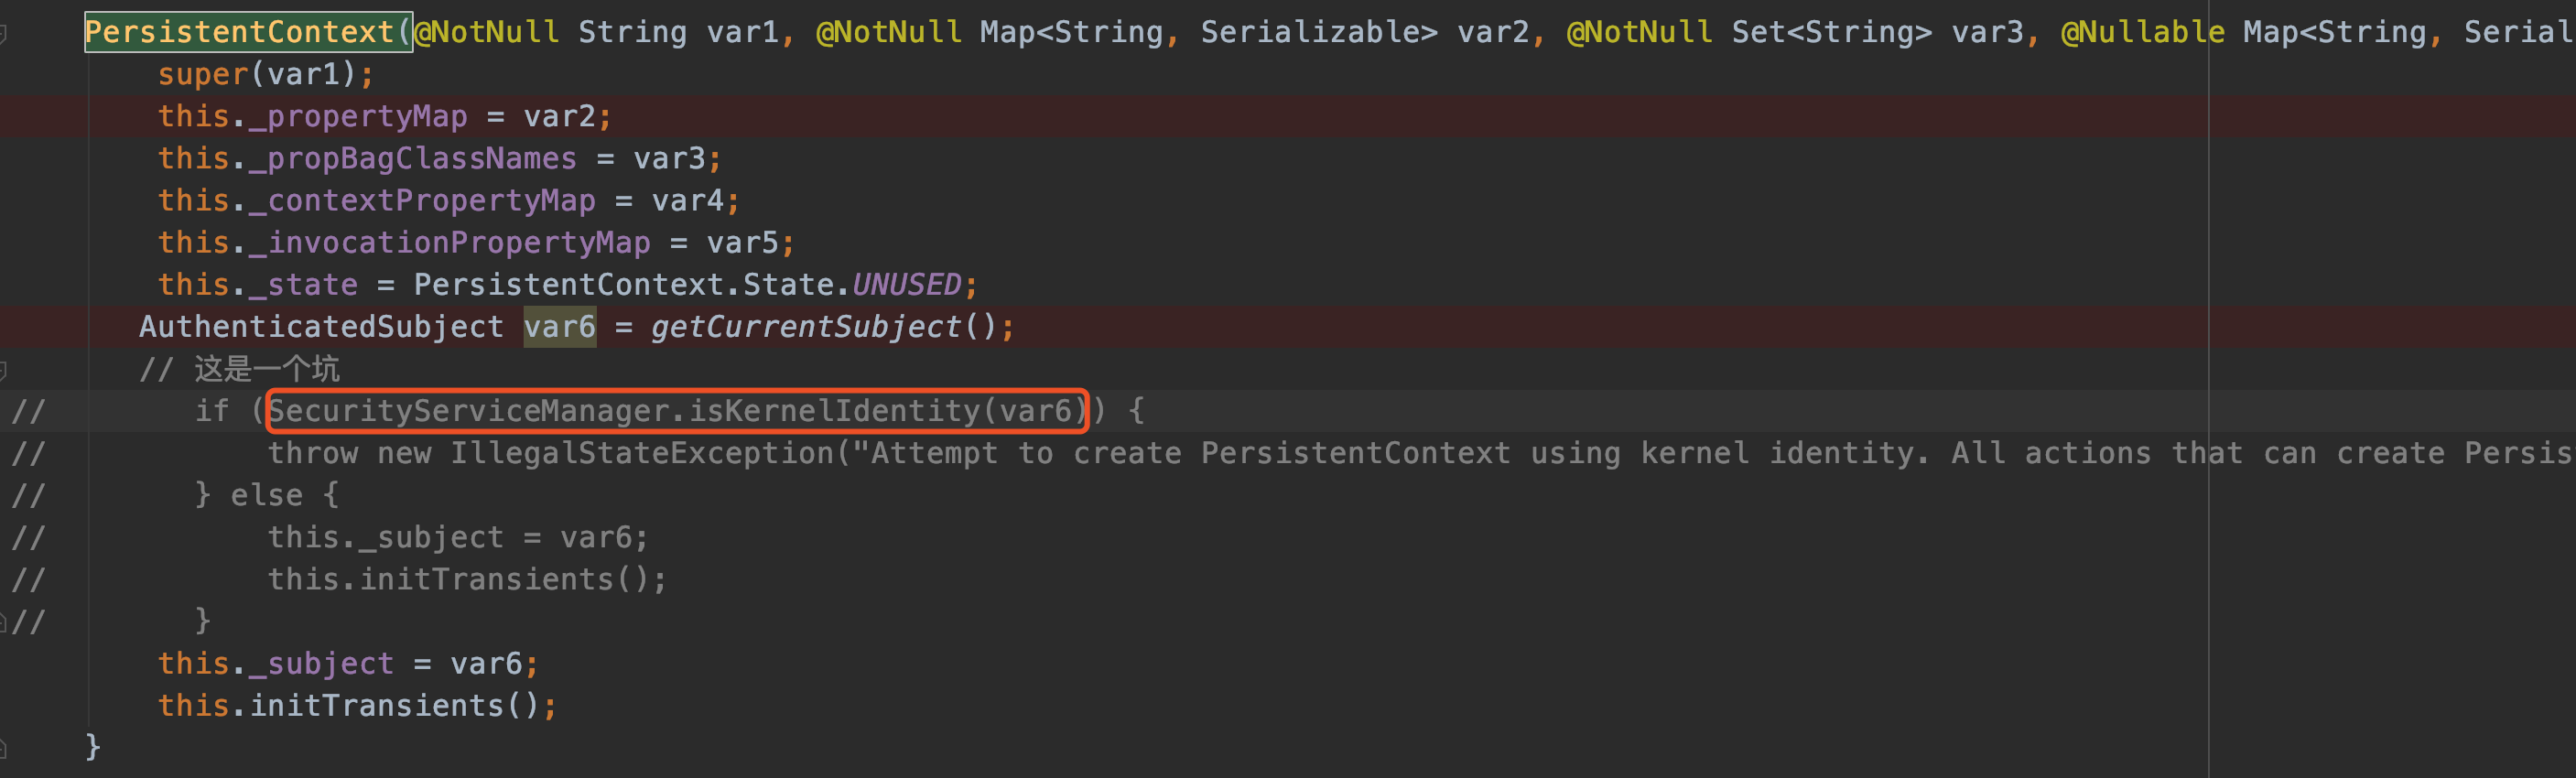 PersistentContext(@NotNull String var1, @NotNull Map<String, Serializable> var2, @NotNull Set<String> var3, @Nullable Map<String, Serial
super(var1);
this._propertyMap = var2;
this._propBagClassNames = var3;
this._contextPropertyMap = var4;
this._invocationPropertyMap = var5;
this._state = PersistentContext.State.UNUSED;
AuthenticatedSubject var6 = getCurrentSubject();
// 这是一个坑
// if (SecurityServiceManager.isKernelIdentity(var6)) {
// throw new IllegalStateException("Attempt to create PersistentContext using kernel identity. All actions that can create Persis
// } else {
// this._subject = var6;
// this.initTransients();
// }
this._subject = var6;
this.initTransients();
}